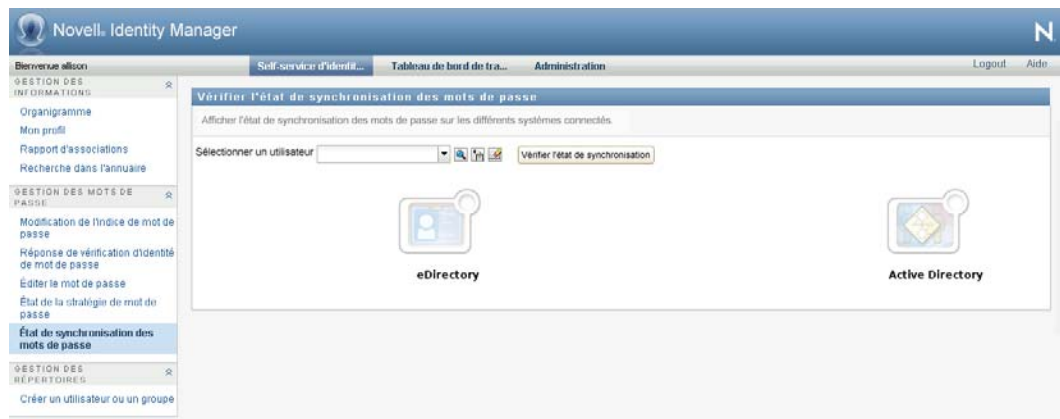 Novell® Identity Manager
N
Bienvenue allison
Self-service d'identit...
Tableau de bord de tra...
Administration
Logout
Aide
GESTION DES
INFORMATIONS
Organigramme
Mon profil
Rapport d'associations
Recherche dans l'annuaire
GESTION DES MOTS DE
PASSE
Modification de l'indice de mot de
passe
Réponse de vérification d'identité
de mot de passe
Éditer le mot de passe
État de la stratégie de mot de
passe
État de synchronisation des
mots de passe
GESTION DES
RÉPERTOIRES
Créer un utilisateur ou un groupe
Vérifier l'état de synchronisation des mots de passe
Afficher l'état de synchronisation des mots de passe sur les différents systèmes connectés.
Sélectionner un utilisateur
Vérifier l'état de synchronisation
eDirectory
Active Directory